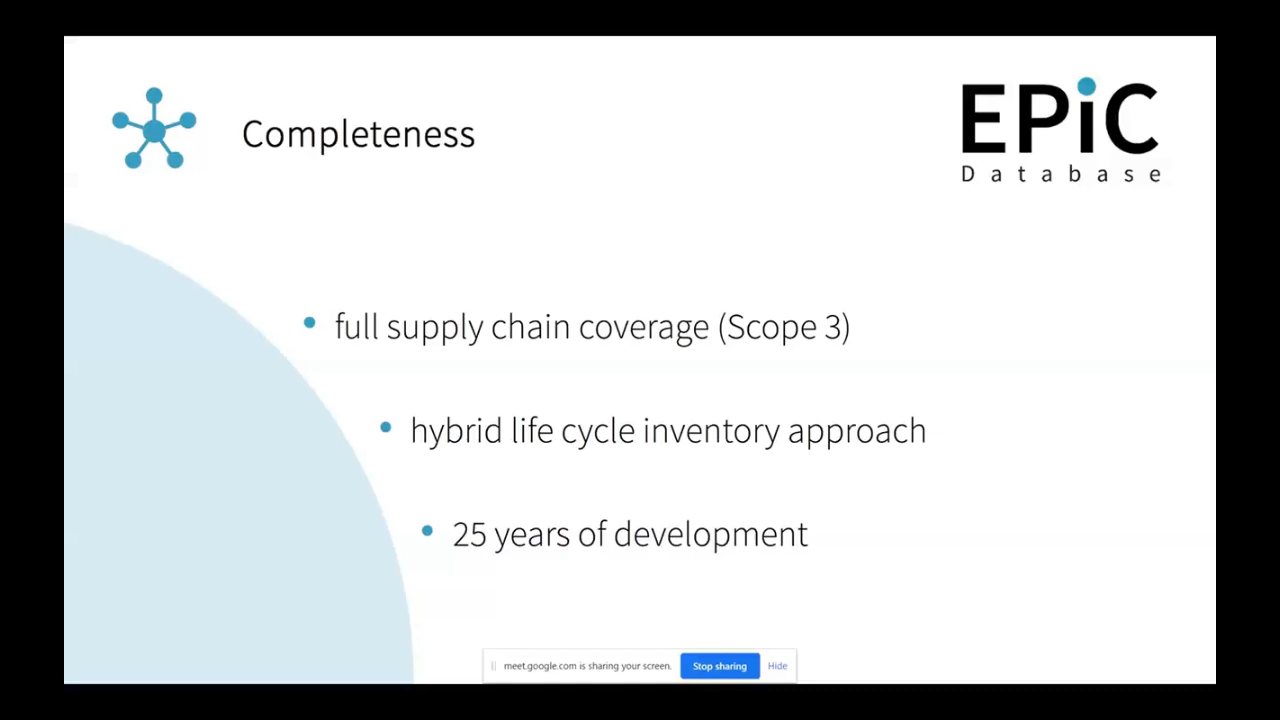 Completeness
EPiC
Database
full supply chain coverage (Scope 3)
hybrid life cycle inventory approach
25 years of development
meet.google.com is sharing your screen. Stop sharing Hide